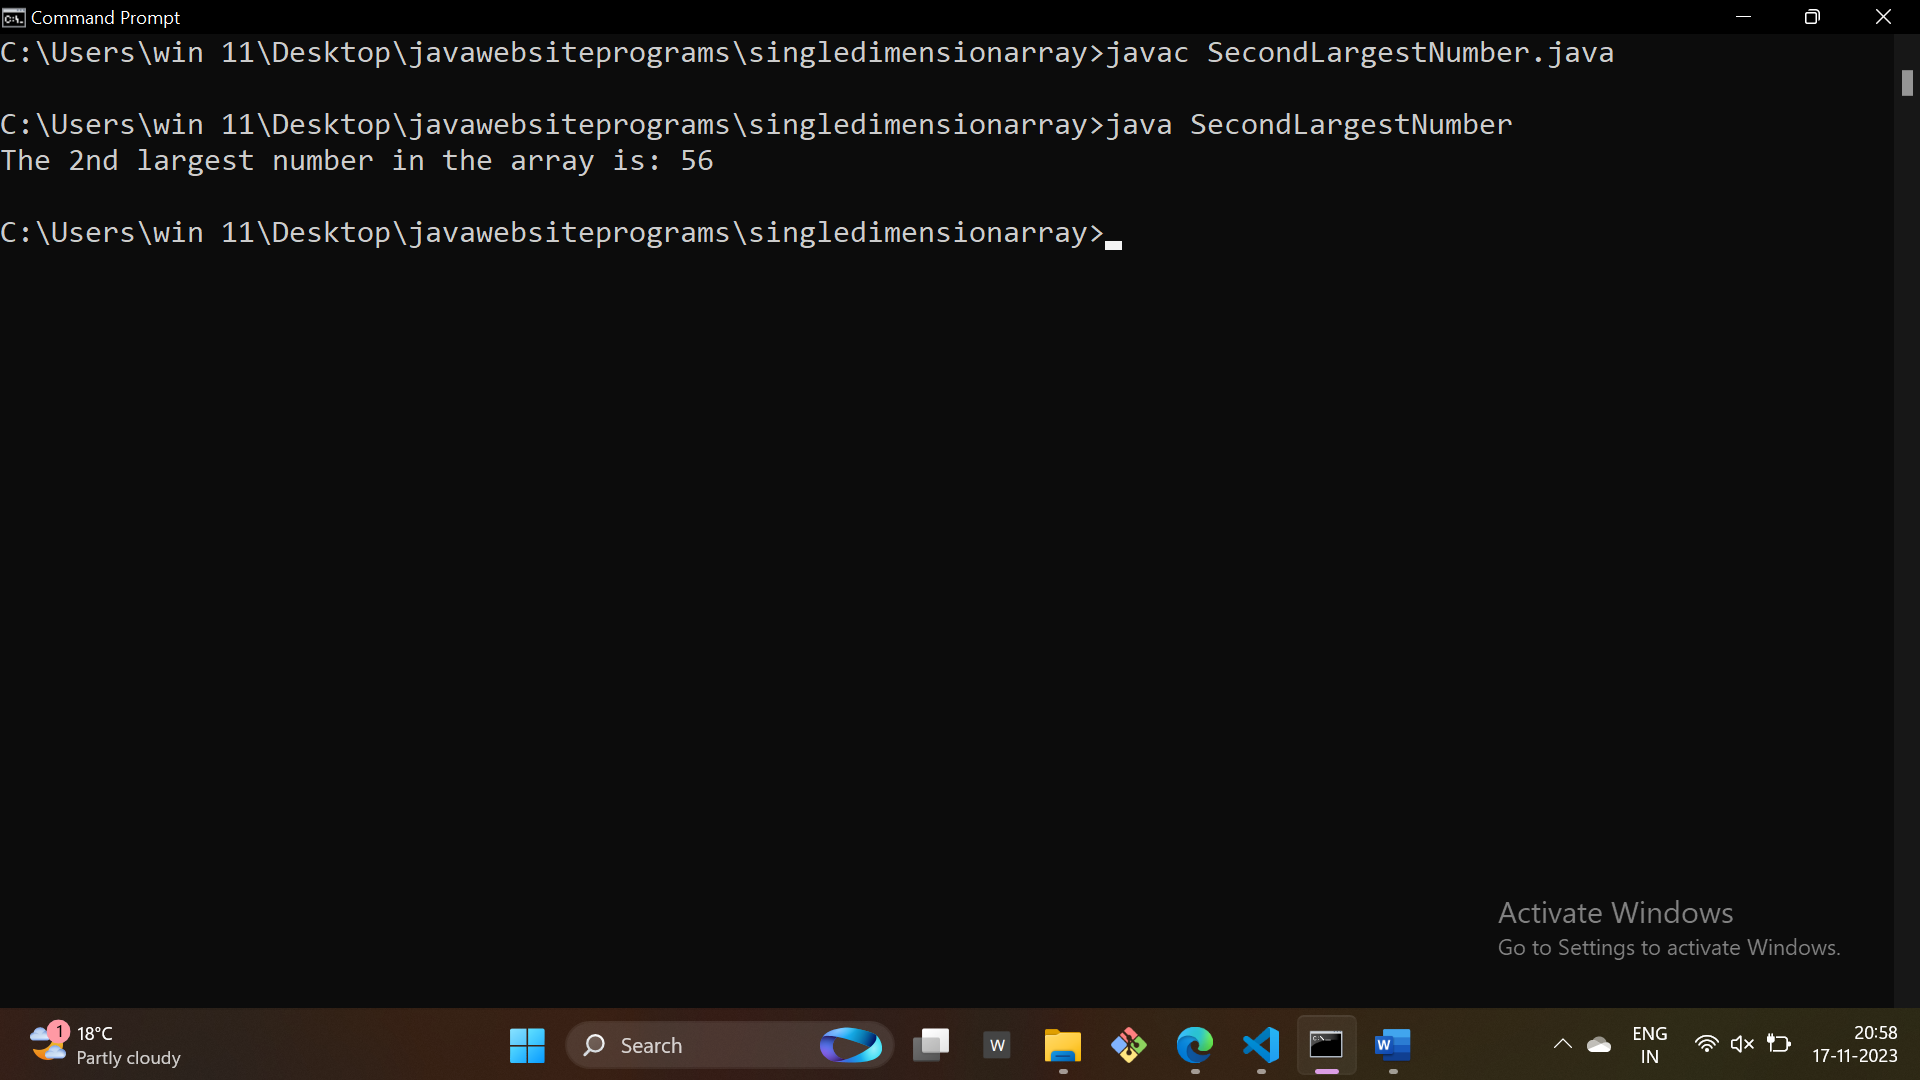 Command Prompt
C:\Users\win 11\Desktop\javawebsiteprograms\singledimensionarray>javac SecondLargestNumber.java
C:\Users\win 11\Desktop\javawebsiteprograms\singledimensionarray>java SecondLargestNumber
The 2nd largest number in the array is: 56
C:\Users\win 11\Desktop\javawebsiteprograms\singledimensionarray>
Activate Windows
Go to Settings to activate Windows.
1
18°C
Partly cloudy
Search
W
W
ENG
IN
20:58
17-11-2023